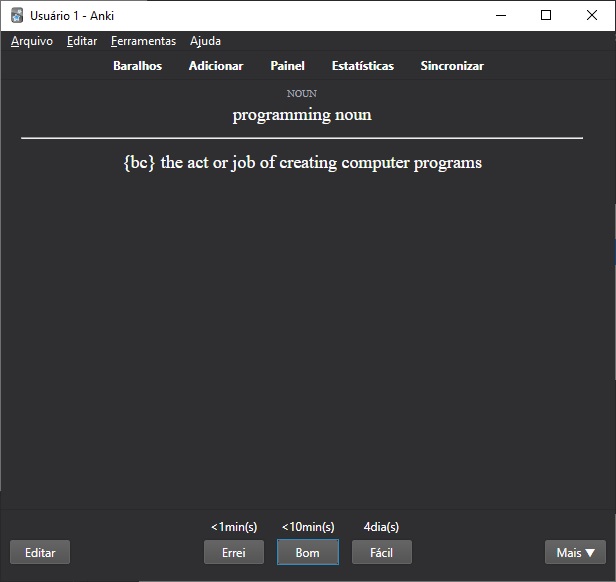 Usuário 1 - Anki
Arquivo Editar Ferramentas Ajuda
Baralhos Adicionar Painel Estatísticas Sincronizar
NOUN
programming noun
{bc} the act or job of creating computer programs
<1min(s) <10min(s) 4dia(s)
Editar Errei Bom Fácil Mais ▼